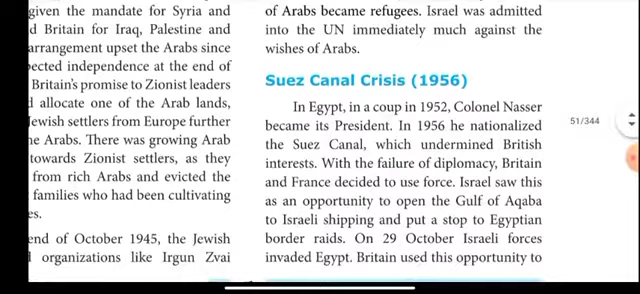 given the mandate for Syria and
d Britain for Iraq, Palestine and
arrangement upset the Arabs since
pected independence at the end of
Britain's promise to Zionist leaders
d allocate one of the Arab lands,
Jewish settlers from Europe further
he Arabs. There was growing Arab
towards Zionist settlers, as they
from rich Arabs and evicted the
families who had been cultivating
es.
end of October 1945, the Jewish
organizations like Irgun Zvai
of Arabs became refugees. Israel was admitted
into the UN immediately much against the
wishes of Arabs.
Suez Canal Crisis (1956)
In Egypt, in a coup in 1952, Colonel Nasser
became its President. In 1956 he nationalized
the Suez Canal, which undermined British
interests. With the failure of diplomacy, Britain
and France decided to use force. Israel saw this
as an opportunity to open the Gulf of Aqaba
to Israeli shipping and put a stop to Egyptian
border raids. On 29 October Israeli forces
invaded Egypt. Britain used this opportunity to
51/344